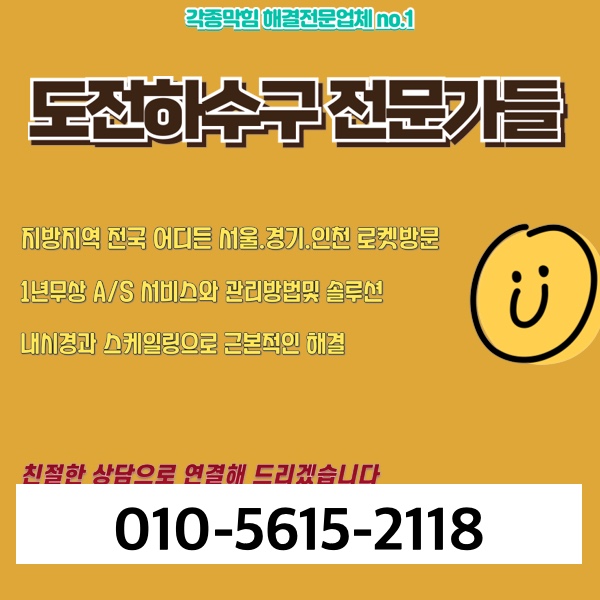 각종막힘 해결전문업체 no.1
도전하수구 전문가들
지방지역 전국 어디든 서울.경기.인천 로켓방문
1년무상 A/S 서비스와 관리방법및 솔루션
내시경과 스케일링으로 근본적인 해결
친절한 상담으로 연결해 드리겠습니다
010-5615-2118